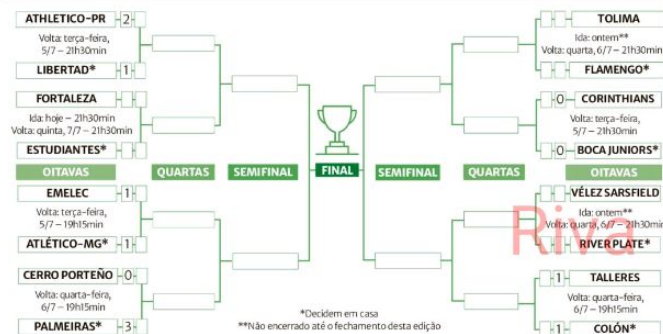 ATHLETICO-PR 2
Volta: terça-feira,
5/7 – 21h30min
LIBERTAD* 1
FORTALEZA
Ida: hoje – 21h30min
Volta: quinta, 7/7 – 21h30min
ESTUDIANTES*
OITAVAS
EMELEC 1
Volta: terça-feira,
5/7 – 19h15min
ATLÉTICO-MG* 1
CERRO PORTEÑO 0
Volta: quarta-feira,
6/7 – 19h15min
PALMEIRAS* 3
QUARTAS
SEMIFINAL
FINAL
SEMIFINAL
QUARTAS
TOLIMA
Ida: ontem**
Volta: quarta, 6/7 – 21h30min
FLAMENGO*
0 CORINTHIANS
Volta: terça-feira,
5/7 – 21h30min
0 BOCA JUNIORS*
OITAVAS
VÉLEZ SARSFIELD
Ida: ontem**
Volta: quarta, 6/7 – 21h30min
RIVER PLATE*
Riva
1 TALLERES
Volta: quarta-feira,
6/7 – 19h15min
1 COLÓN*
*Decidem em casa
**Não encerrado até o fechamento desta edição